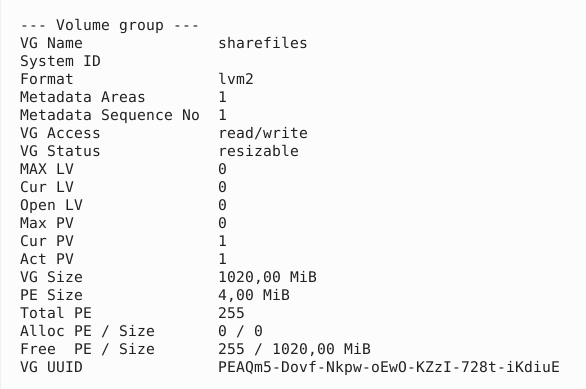 --- Volume group ---
VG Name               sharefiles
System ID
Format                lvm2
Metadata Areas        1
Metadata Sequence No  1
VG Access             read/write
VG Status             resizable
MAX LV                0
Cur LV                0
Open LV               0
Max PV                0
Cur PV                1
Act PV                1
VG Size               1020,00 MiB
PE Size               4,00 MiB
Total PE              255
Alloc PE / Size       0 / 0
Free  PE / Size       255 / 1020,00 MiB
VG UUID               PEAQm5-Dovf-Nkpw-oEwO-KZzI-728t-iKdiuE